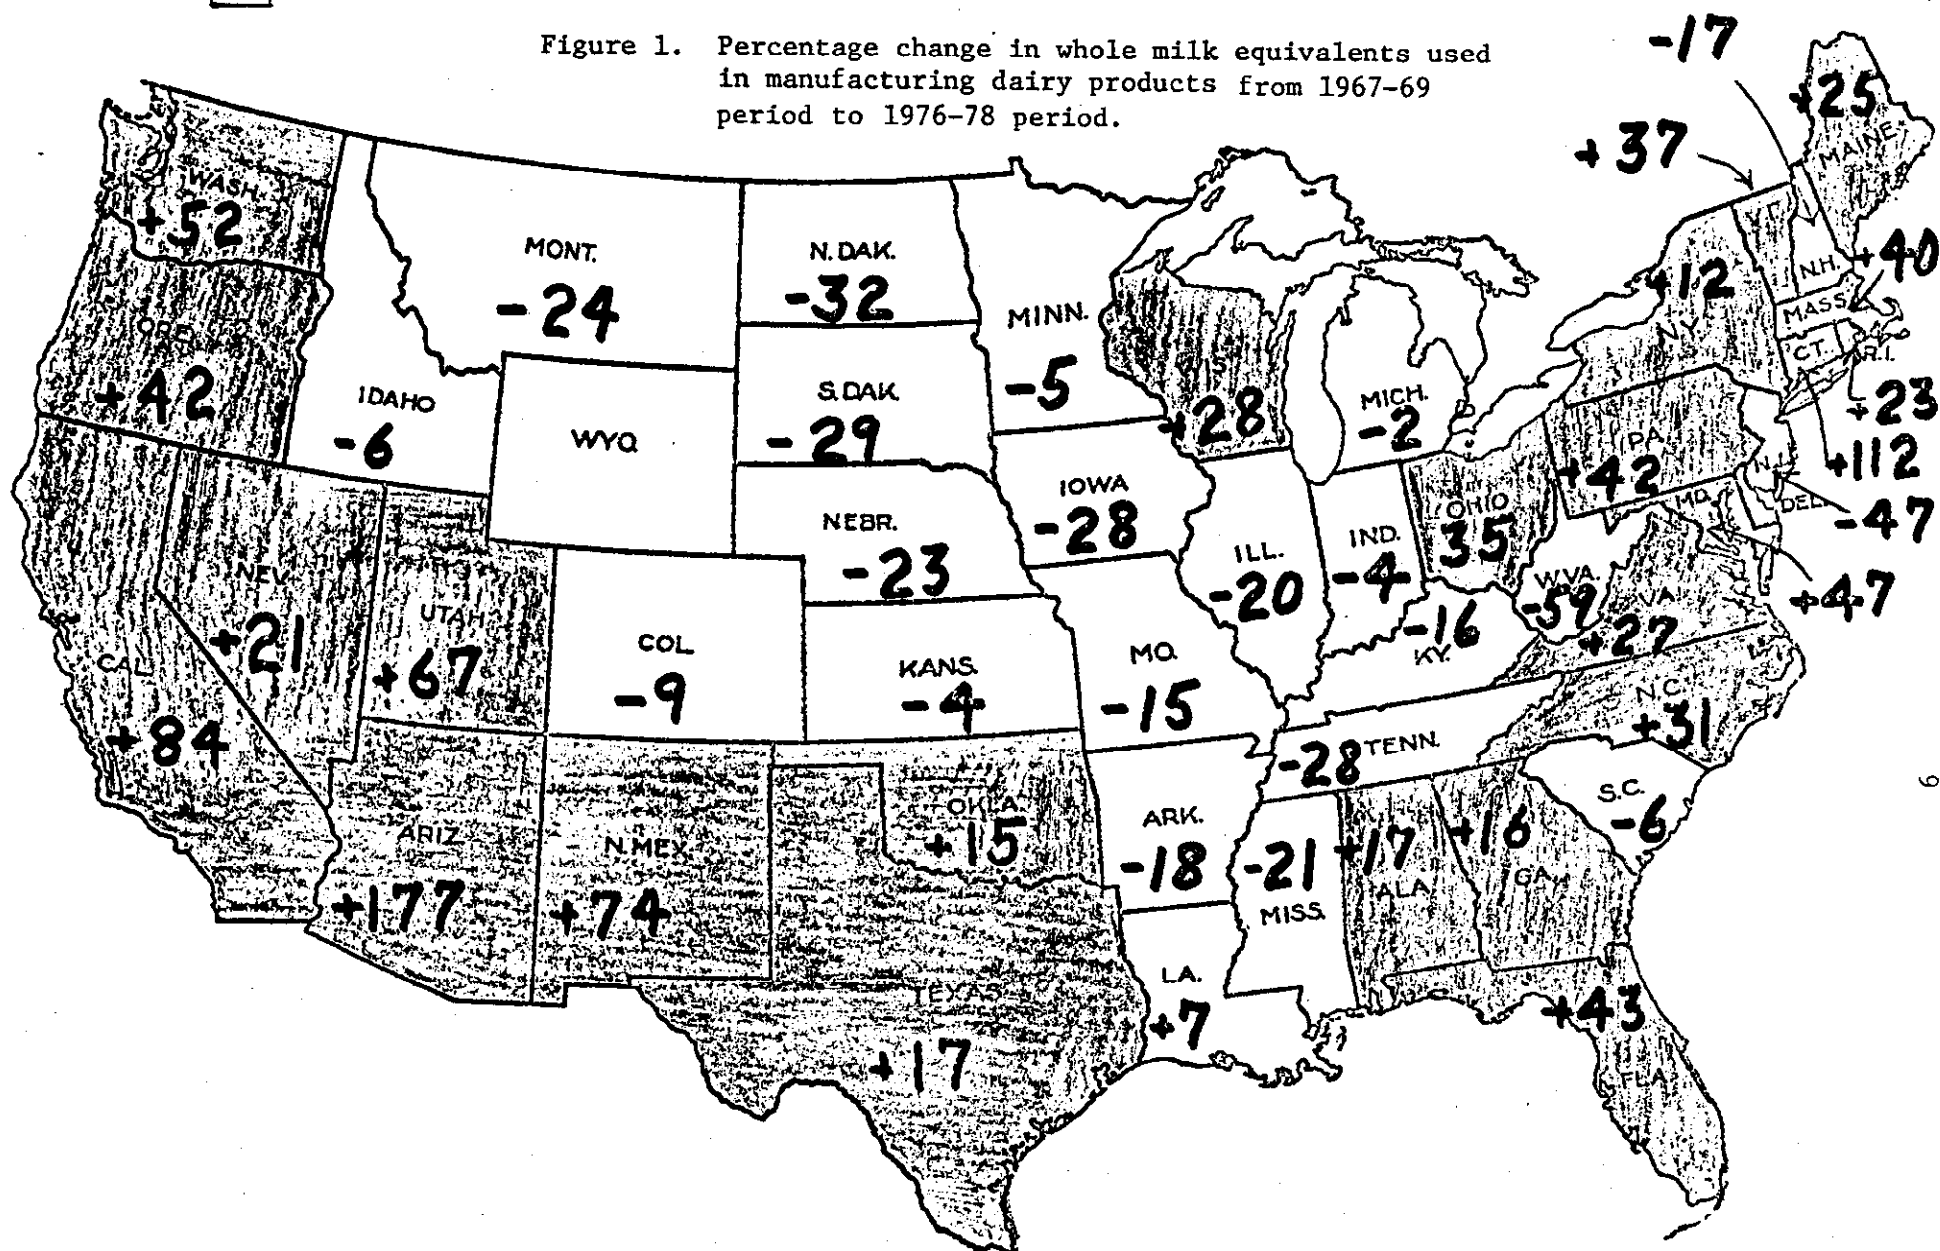 Figure 1. Percentage change in whole milk equivalents used
in manufacturing dairy products from 1967-69
period to 1976-78 period.
-17
+25
MAINE
+37
WASH.
+52
MONT.
-24
N.DAK.
-32
MINN.
-5
VT.
N.H.
+40
+12
N.Y.
MASS.
CT.
R.I.
+23
+112
ORE.
+42
IDAHO
-6
WYO.
S.DAK.
-29
+28
MICH.
-2
PA.
+42
N.J.
DEL.
-47
MD.
+47
IOWA
-28
NEBR.
-23
ILL.
-20
IND.
-4
OHIO
35
W.VA.
-59
VA.
+27
NEV.
+21
UTAH
+67
COL.
-9
KANS.
-4
MO.
-15
-16
KY.
CAL.
+84
N.C.
+31
-28 TENN.
S.C.
-6
ARIZ.
+177
N.MEX.
+74
OKLA.
+15
ARK.
-18
-21
MISS.
+17
ALA.
+16
GA.
TEXAS
+17
LA.
+7
+43
FLA.
9